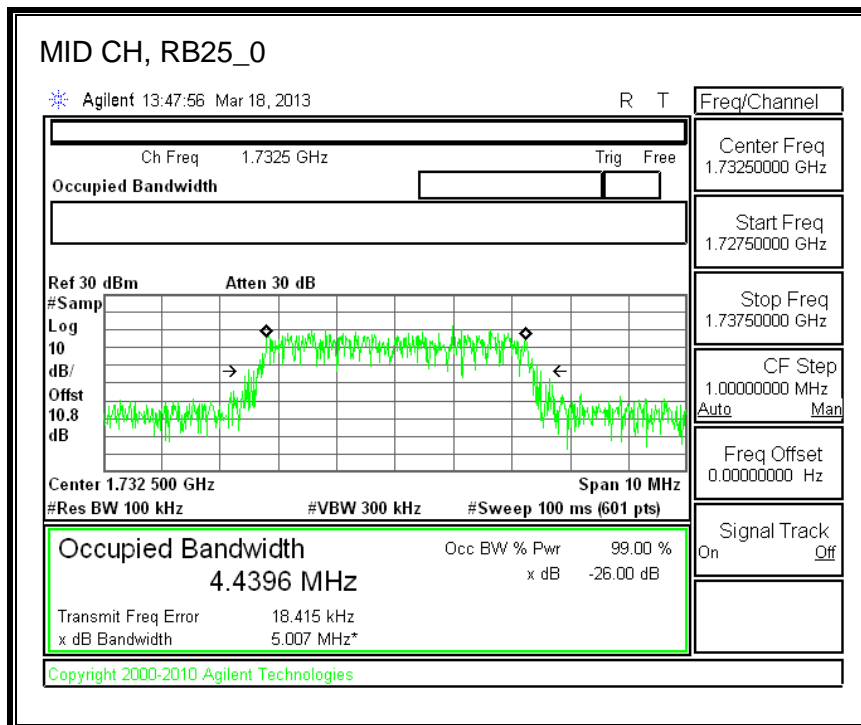 MID CH, RB25_0
Agilent 13:47:56 Mar 18, 2013 R T
Ch Freq 1.7325 GHz Trig Free
Occupied Bandwidth
Ref 30 dBm Atten 30 dB
#Samp
Log
10
dB/
Offst
10.8
dB
Center 1.732 500 GHz Span 10 MHz
#Res BW 100 kHz #VBW 300 kHz #Sweep 100 ms (601 pts)
Occupied Bandwidth Occ BW % Pwr 99.00 %
4.4396 MHz x dB -26.00 dB
Transmit Freq Error 18.415 kHz
x dB Bandwidth 5.007 MHz*
Copyright 2000-2010 Agilent Technologies
Freq/Channel
Center Freq
1.73250000 GHz
Start Freq
1.72750000 GHz
Stop Freq
1.73750000 GHz
CF Step
1.00000000 MHz
Auto Man
Freq Offset
0.00000000 Hz
Signal Track
On Off